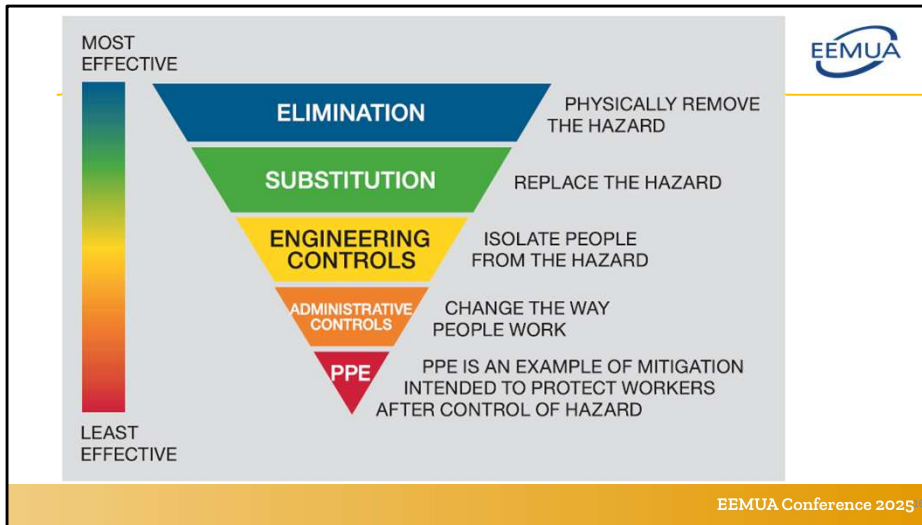 MOST
EFFECTIVE
EEMUA
ELIMINATION
PHYSICALLY REMOVE
THE HAZARD
SUBSTITUTION
REPLACE THE HAZARD
ENGINEERING
CONTROLS
ISOLATE PEOPLE
FROM THE HAZARD
ADMINISTRATIVE
CONTROLS
CHANGE THE WAY
PEOPLE WORK
PPE
PPE IS AN EXAMPLE OF MITIGATION
INTENDED TO PROTECT WORKERS
AFTER CONTROL OF HAZARD
LEAST
EFFECTIVE
EEMUA Conference 2025